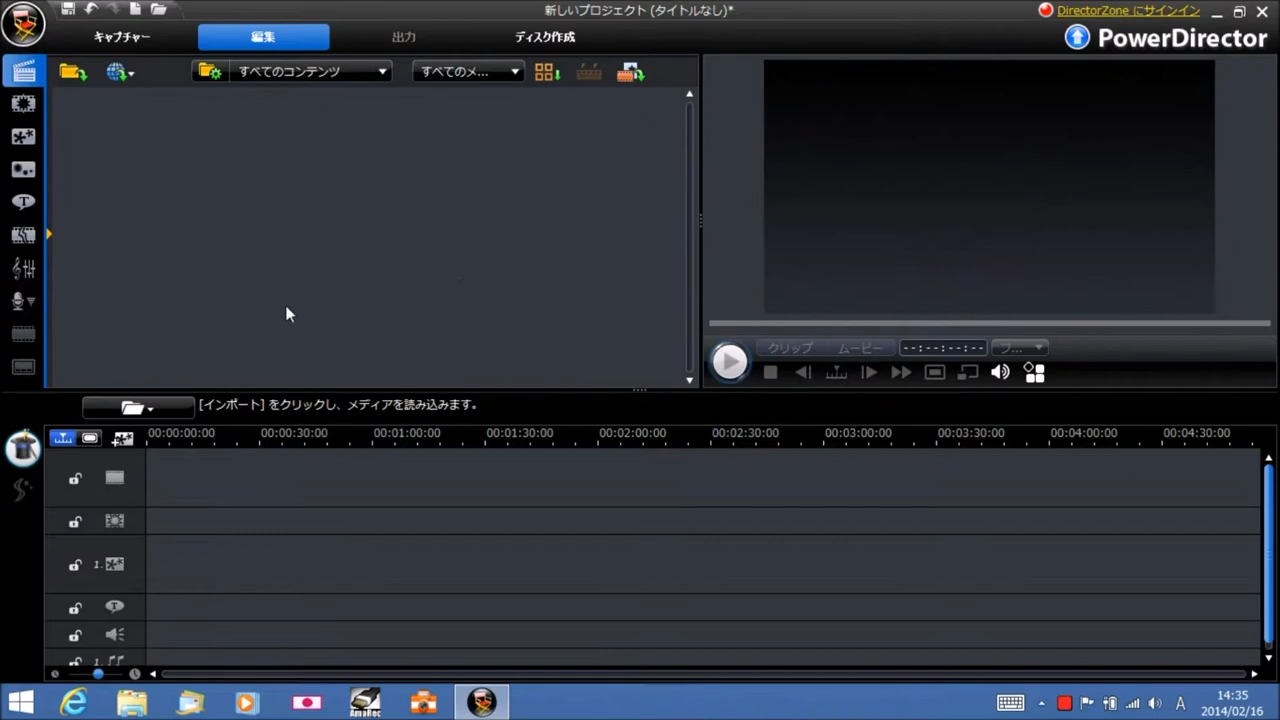 新しいプロジェクト (タイトルなし)*
DirectorZone にサインイン
キャプチャー
編集
出力
ディスク作成
PowerDirector
すべてのコンテンツ
すべてのメ...
クリップ
ムービー
--:--:--:--
フ...
[インポート] をクリックし、メディアを読み込みます。
00:00:00:00
00:00:30:00
00:01:00:00
00:01:30:00
00:02:00:00
00:02:30:00
00:03:00:00
00:03:30:00
00:04:00:00
00:04:30:00
1.
1.
AmaRec
A
14:35
2014/02/16